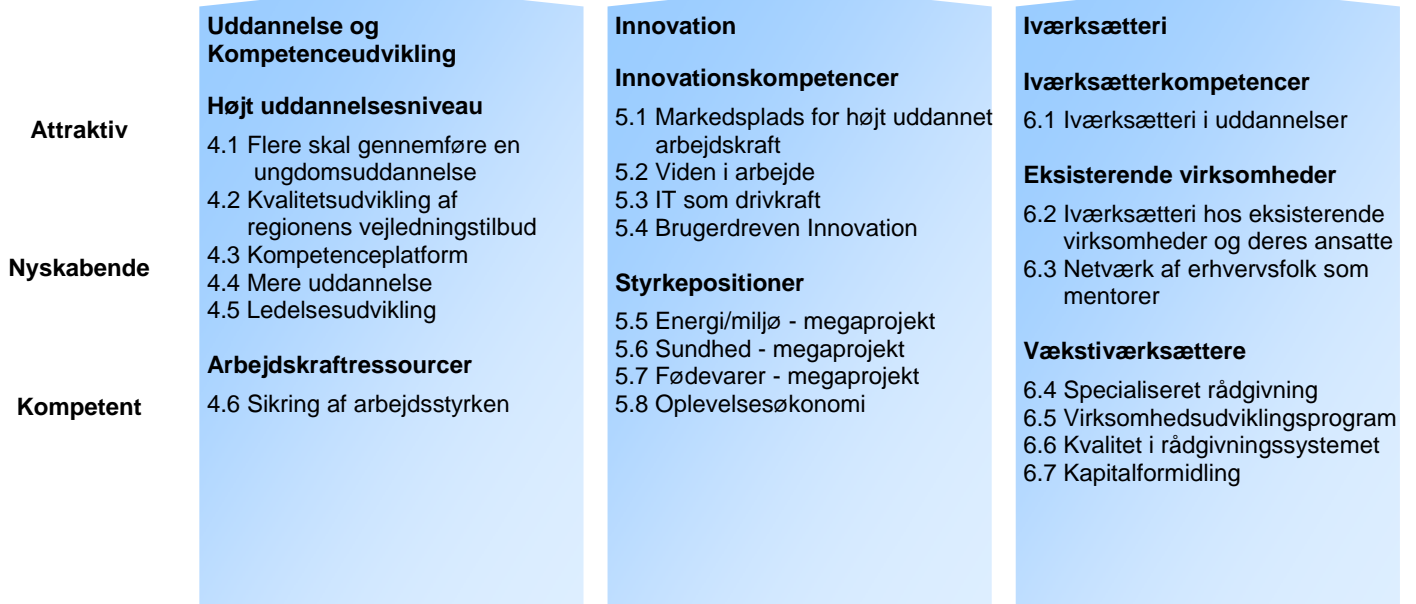 Attraktiv
Nyskabende
Kompetent
Uddannelse og
Kompetenceudvikling
Højt uddannelsesniveau
4.1 Flere skal gennemføre en
ungdomsuddannelse
4.2 Kvalitetsudvikling af
regionens vejledningstilbud
4.3 Kompetenceplatform
4.4 Mere uddannelse
4.5 Ledelsesudvikling
Arbejdskraftressourcer
4.6 Sikring af arbejdsstyrken
Innovation
Innovationskompetencer
5.1 Markedsplads for højt uddannet
arbejdskraft
5.2 Viden i arbejde
5.3 IT som drivkraft
5.4 Brugerdreven Innovation
Styrkepositioner
5.5 Energi/miljø - megaprojekt
5.6 Sundhed - megaprojekt
5.7 Fødevarer - megaprojekt
5.8 Oplevelsesøkonomi
Iværksætteri
Iværksætterkompetencer
6.1 Iværksætteri i uddannelser
Eksisterende virksomheder
6.2 Iværksætteri hos eksisterende
virksomheder og deres ansatte
6.3 Netværk af erhvervsfolk som
mentorer
Vækstiværksættere
6.4 Specialiseret rådgivning
6.5 Virksomhedsudviklingsprogram
6.6 Kvalitet i rådgivningssystemet
6.7 Kapitalformidling